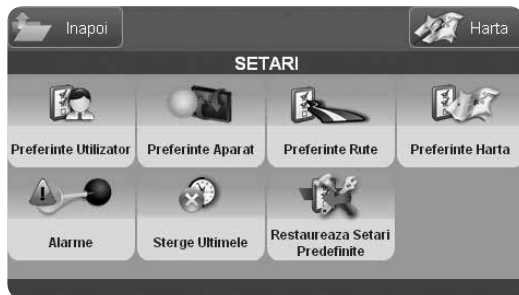 Inapoi
Harta
SETARI
Preferinte Utilizator
Preferinte Aparat
Preferinte Rute
Preferinte Harta
Alarme
Sterge Ultimele
Restaureaza Setari
Predefinite